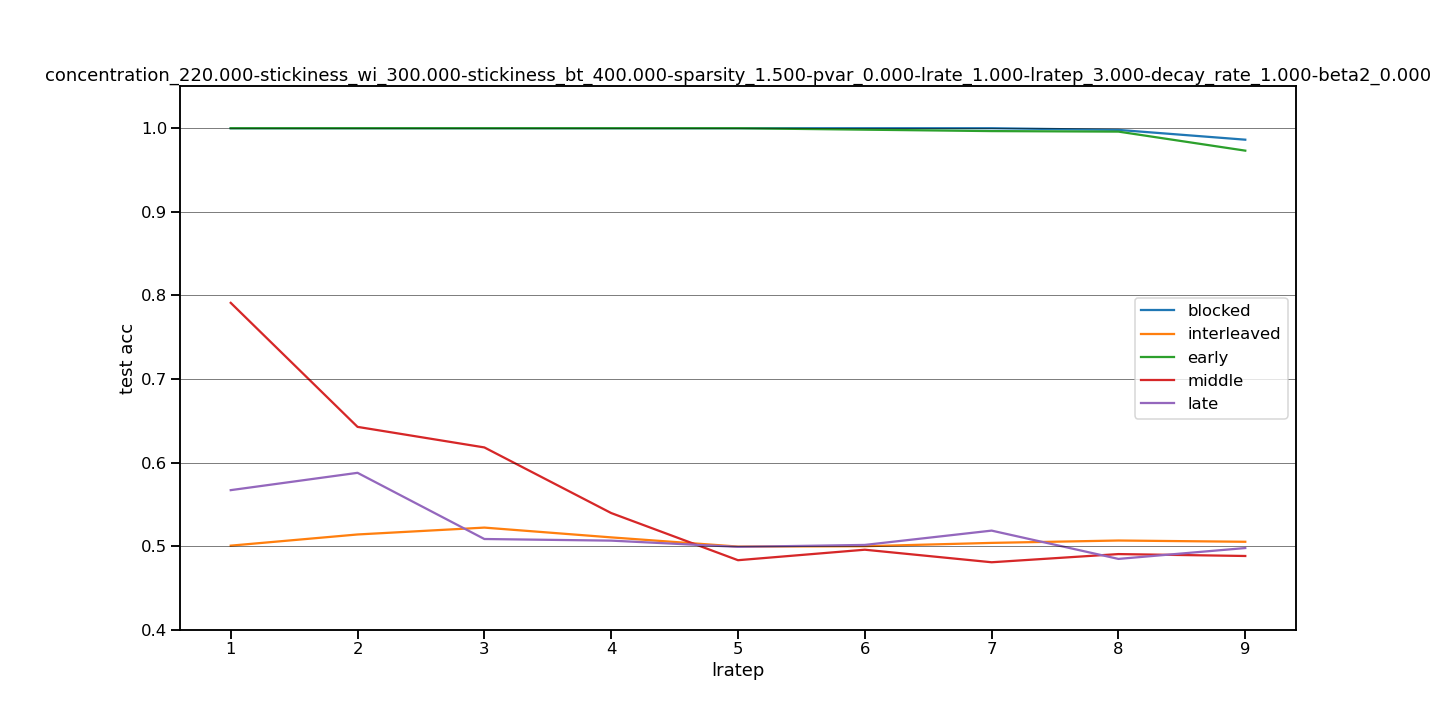 concentration_220.000-stickiness_wi_300.000-stickiness_bt_400.000-sparsity_1.500-pvar_0.000-lrate_1.000-lratep_3.000-decay_rate_1.000-beta2_0.000
1.0
0.9
0.8
0.7
0.6
0.5
0.4
test acc
blocked
interleaved
early
middle
late
1 2 3 4 5 6 7 8 9
lratep